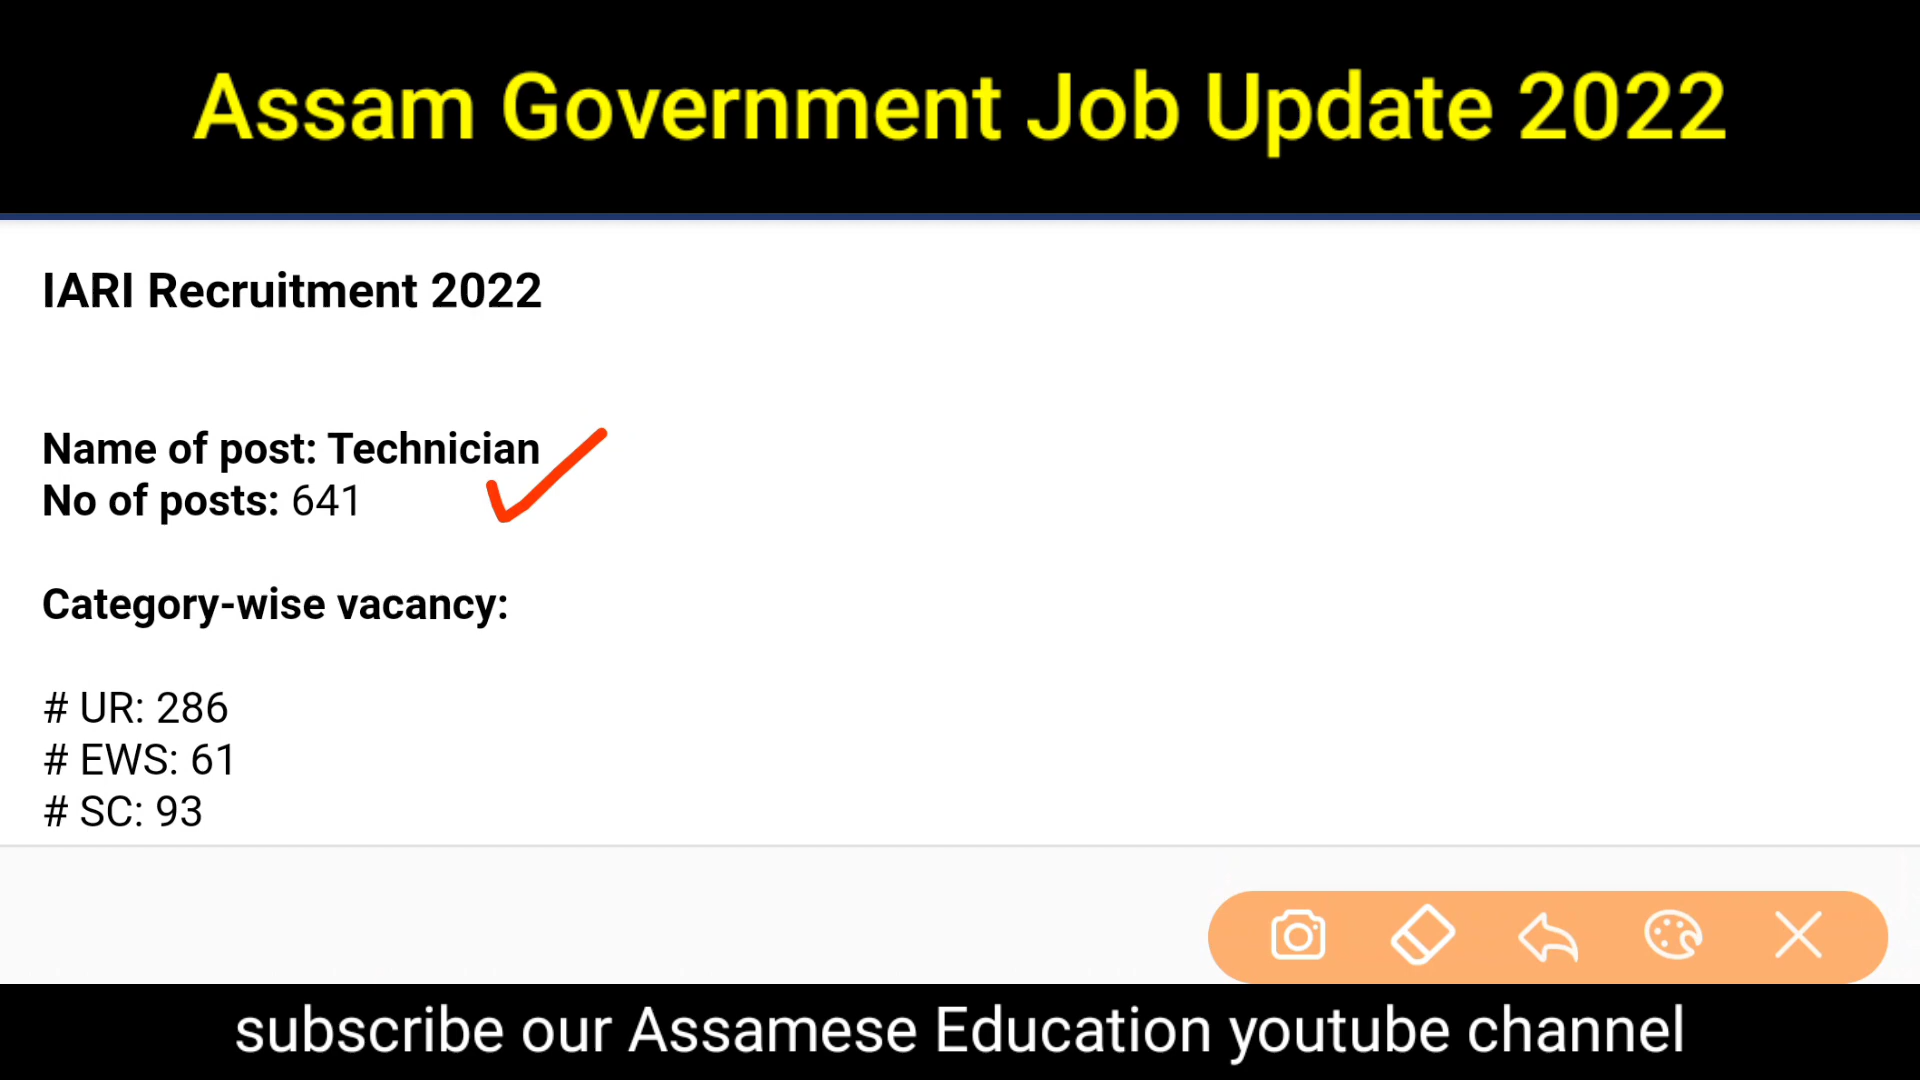 Assam Government Job Update 2022
IARI Recruitment 2022
Name of post: Technician
No of posts: 641
Category-wise vacancy:
# UR: 286
# EWS: 61
# SC: 93
subscribe our Assamese Education youtube channel